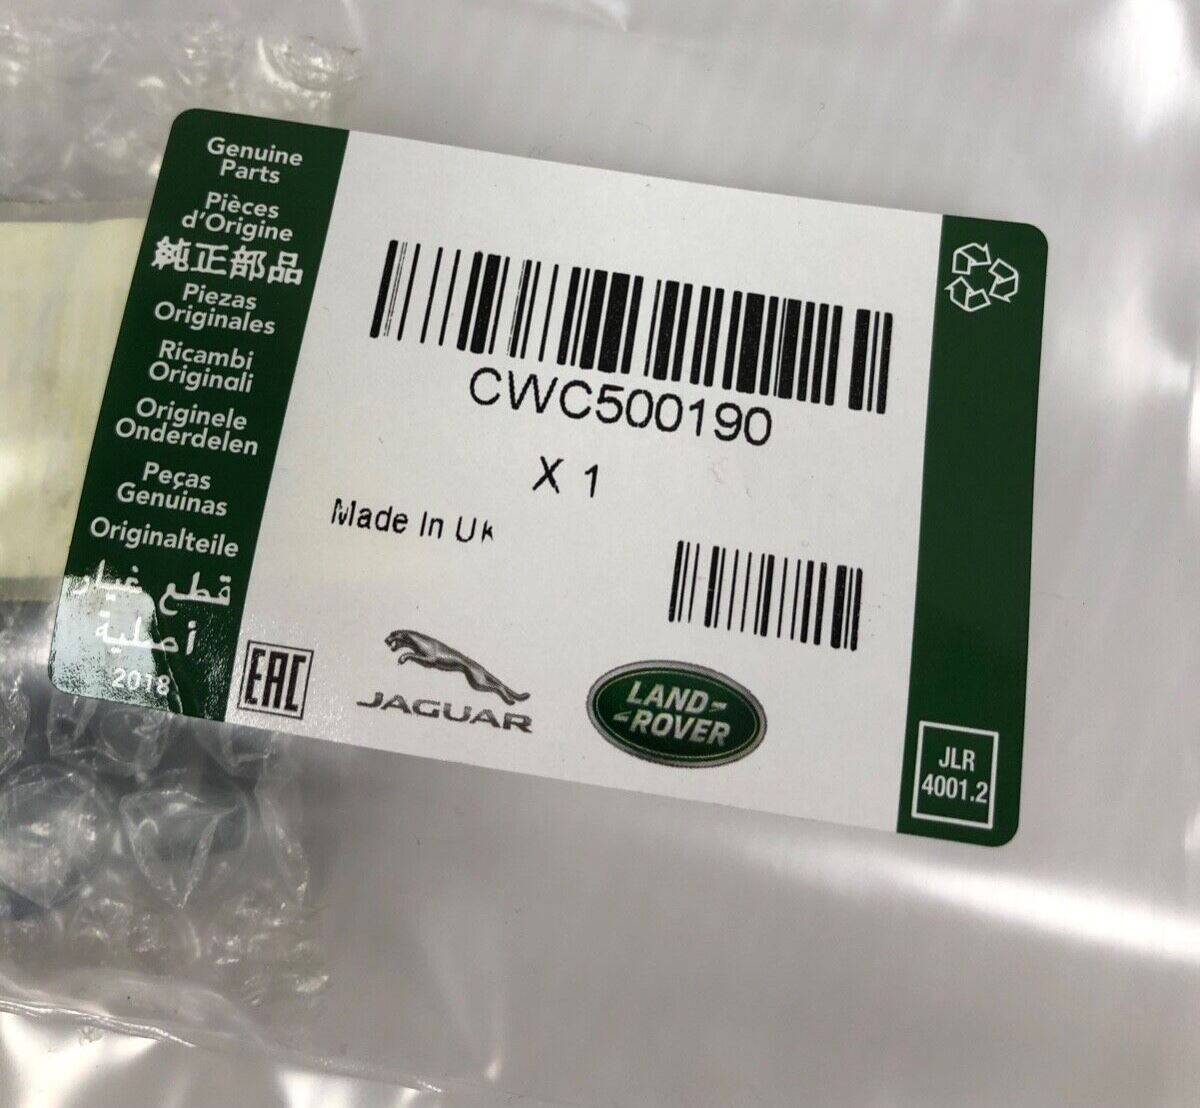 Genuine
Parts
Pièces
d'Origine
純正部品
Piezas
Originales
Ricambi
Originali
Originele
Onderdelen
Peças
Genuinas
Originalteile
قطع غيار
أصلية
2018
CWC500190
X 1
Made In Uk
EAC
JAGUAR
LAND-
-ROVER
JLR
4001.2